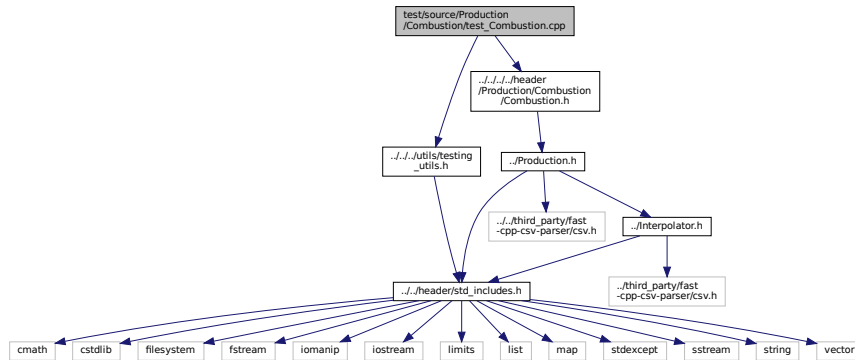 test/source/Production
/Combustion/test_Combustion.cpp
../../../../header
/Production/Combustion
/Combustion.h
../../../utils/testing
_utils.h
../Production.h
../../third_party/fast
-cpp-csv-parser/csv.h
../Interpolator.h
../third_party/fast
-cpp-csv-parser/csv.h
../../header/std_includes.h
cmath
cstdlib
filesystem
fstream
iomanip
iostream
limits
list
map
stdexcept
sstream
string
vector